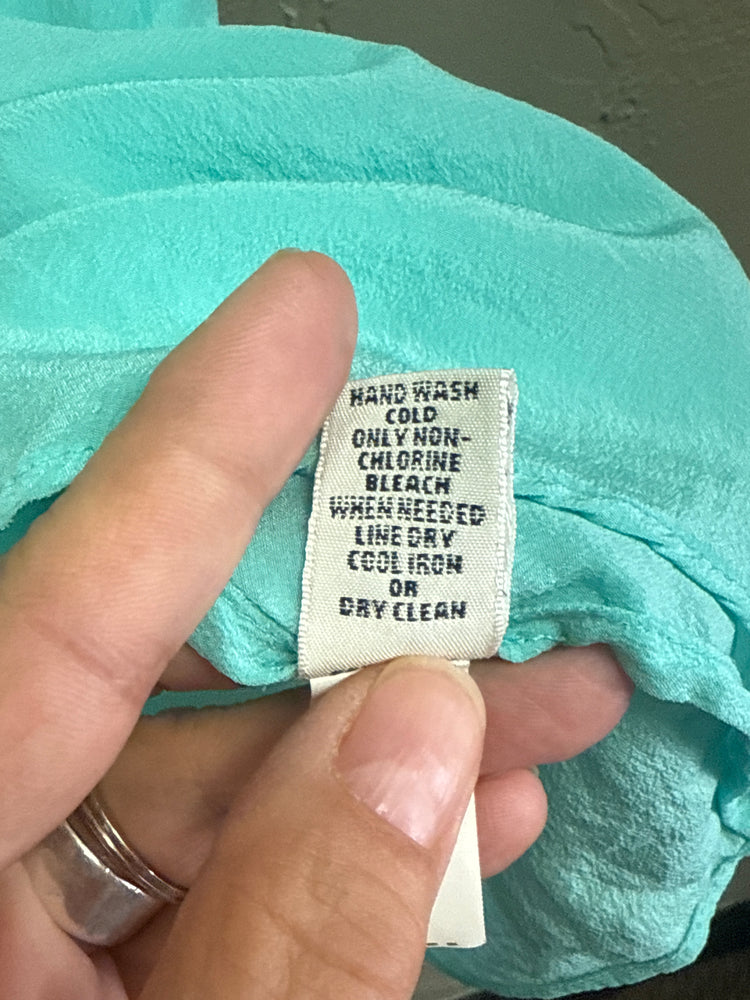 HAND WASH
COLD
ONLY NON-
CHLORINE
BLEACH
WHEN NEEDED
LINE DRY
COOL IRON
OR
DRY CLEAN